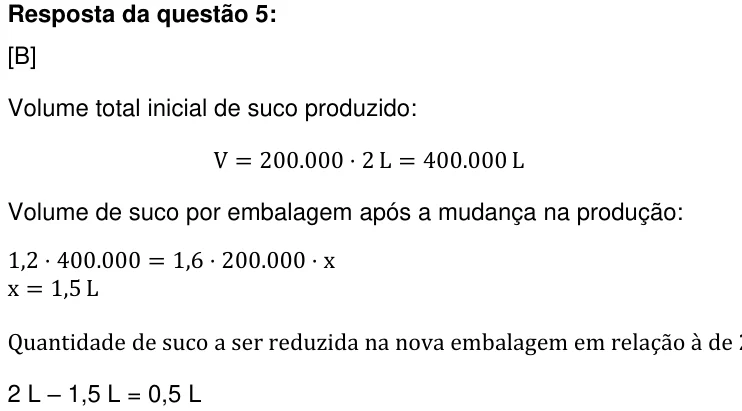 Resposta da questão 5:
[B]
Volume total inicial de suco produzido:
V = 200.000 · 2 L = 400.000 L
Volume de suco por embalagem após a mudança na produção:
1,2 · 400.000 = 1,6 · 200.000 · x
x = 1,5 L
Quantidade de suco a ser reduzida na nova embalagem em relação à de
2 L – 1,5 L = 0,5 L